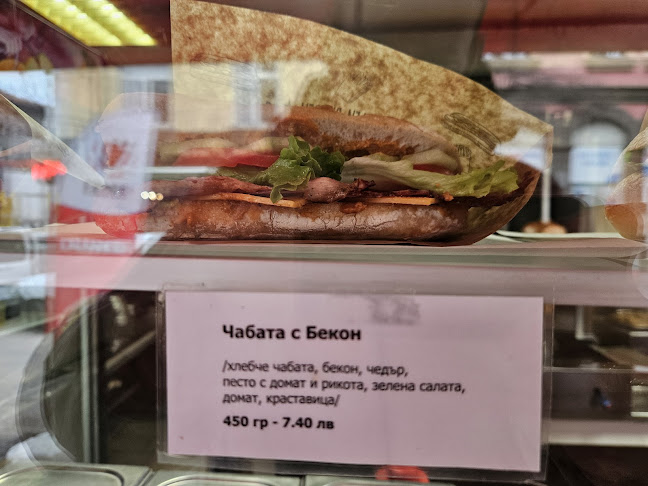 Чабата с Бекон
/хлебче чабата, бекон, чедър,
песто с домат и рикота, зелена салата,
домат, краставица/
450 гр - 7.40 лв